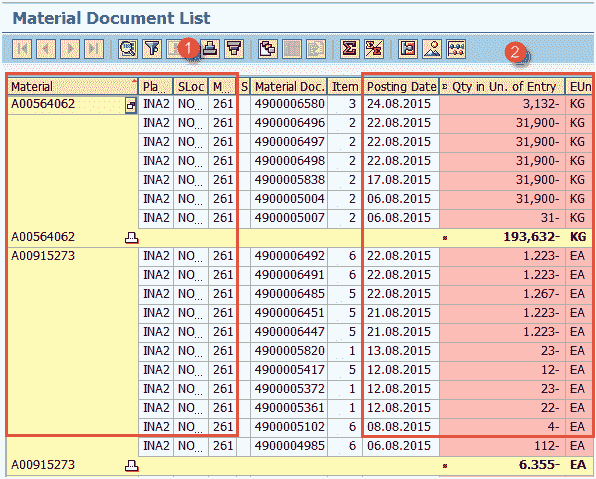 Material Document List
1
2
Material Pla... SLoc M... S Material Doc. Item Posting Date Qty in Un. of Entry EUn
A00564062 INA2 NO... 261 4900006580 3 24.08.2015 3,132- KG
INA2 NO... 261 4900006496 2 22.08.2015 31,900- KG
INA2 NO... 261 4900006497 2 22.08.2015 31,900- KG
INA2 NO... 261 4900006498 2 22.08.2015 31,900- KG
INA2 NO... 261 4900005838 2 17.08.2015 31,900- KG
INA2 NO... 261 4900005004 2 06.08.2015 31,900- KG
INA2 NO... 261 4900005007 2 06.08.2015 31- KG
A00564062 193,632- KG
A00915273 INA2 NO... 261 4900006492 6 22.08.2015 1.223- EA
INA2 NO... 261 4900006491 6 22.08.2015 1.223- EA
INA2 NO... 261 4900006485 5 22.08.2015 1.267- EA
INA2 NO... 261 4900006451 5 21.08.2015 1.223- EA
INA2 NO... 261 4900006447 5 21.08.2015 1.223- EA
INA2 NO... 261 4900005820 1 13.08.2015 23- EA
INA2 NO... 261 4900005417 5 12.08.2015 12- EA
INA2 NO... 261 4900005372 1 12.08.2015 23- EA
INA2 NO... 261 4900005361 1 12.08.2015 22- EA
INA2 NO... 261 4900005102 6 08.08.2015 4- EA
INA2 NO... 261 4900004985 6 06.08.2015 112- EA
A00915273 6.355- EA